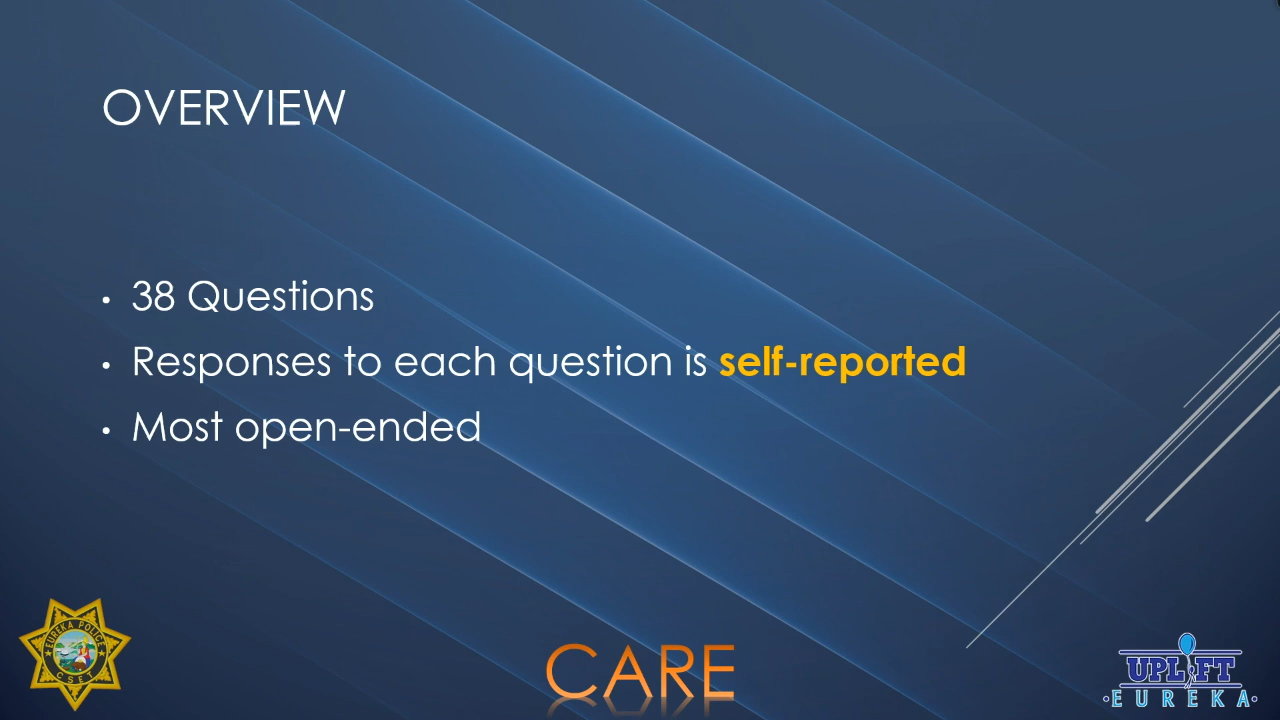 OVERVIEW
• 38 Questions
• Responses to each question is self-reported
• Most open-ended
EUREKA POLICE
CSET
CARE
UPLIFT
EUREKA